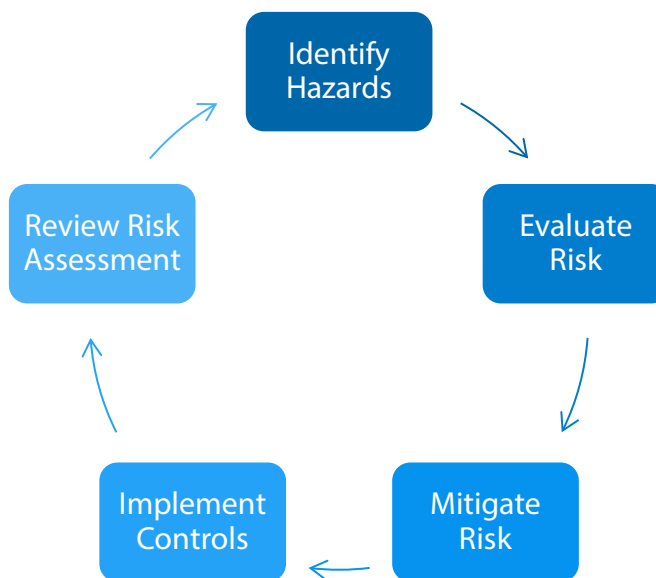 Identify
Hazards
Evaluate
Risk
Mitigate
Risk
Implement
Controls
Review Risk
Assessment